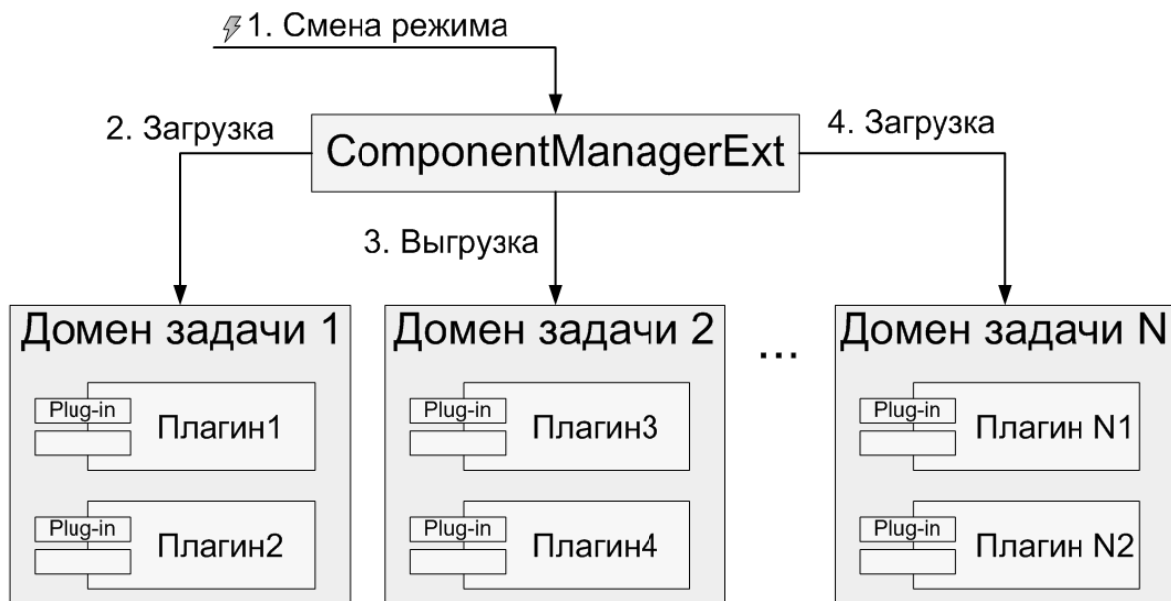 1. Смена режима
2. Загрузка
4. Загрузка
ComponentManagerExt
3. Выгрузка
Домен задачи 1
Домен задачи 2
...
Домен задачи N
Plug-in
Плагин1
Plug-in
Плагин3
Plug-in
Плагин N1
Plug-in
Плагин2
Plug-in
Плагин4
Plug-in
Плагин N2